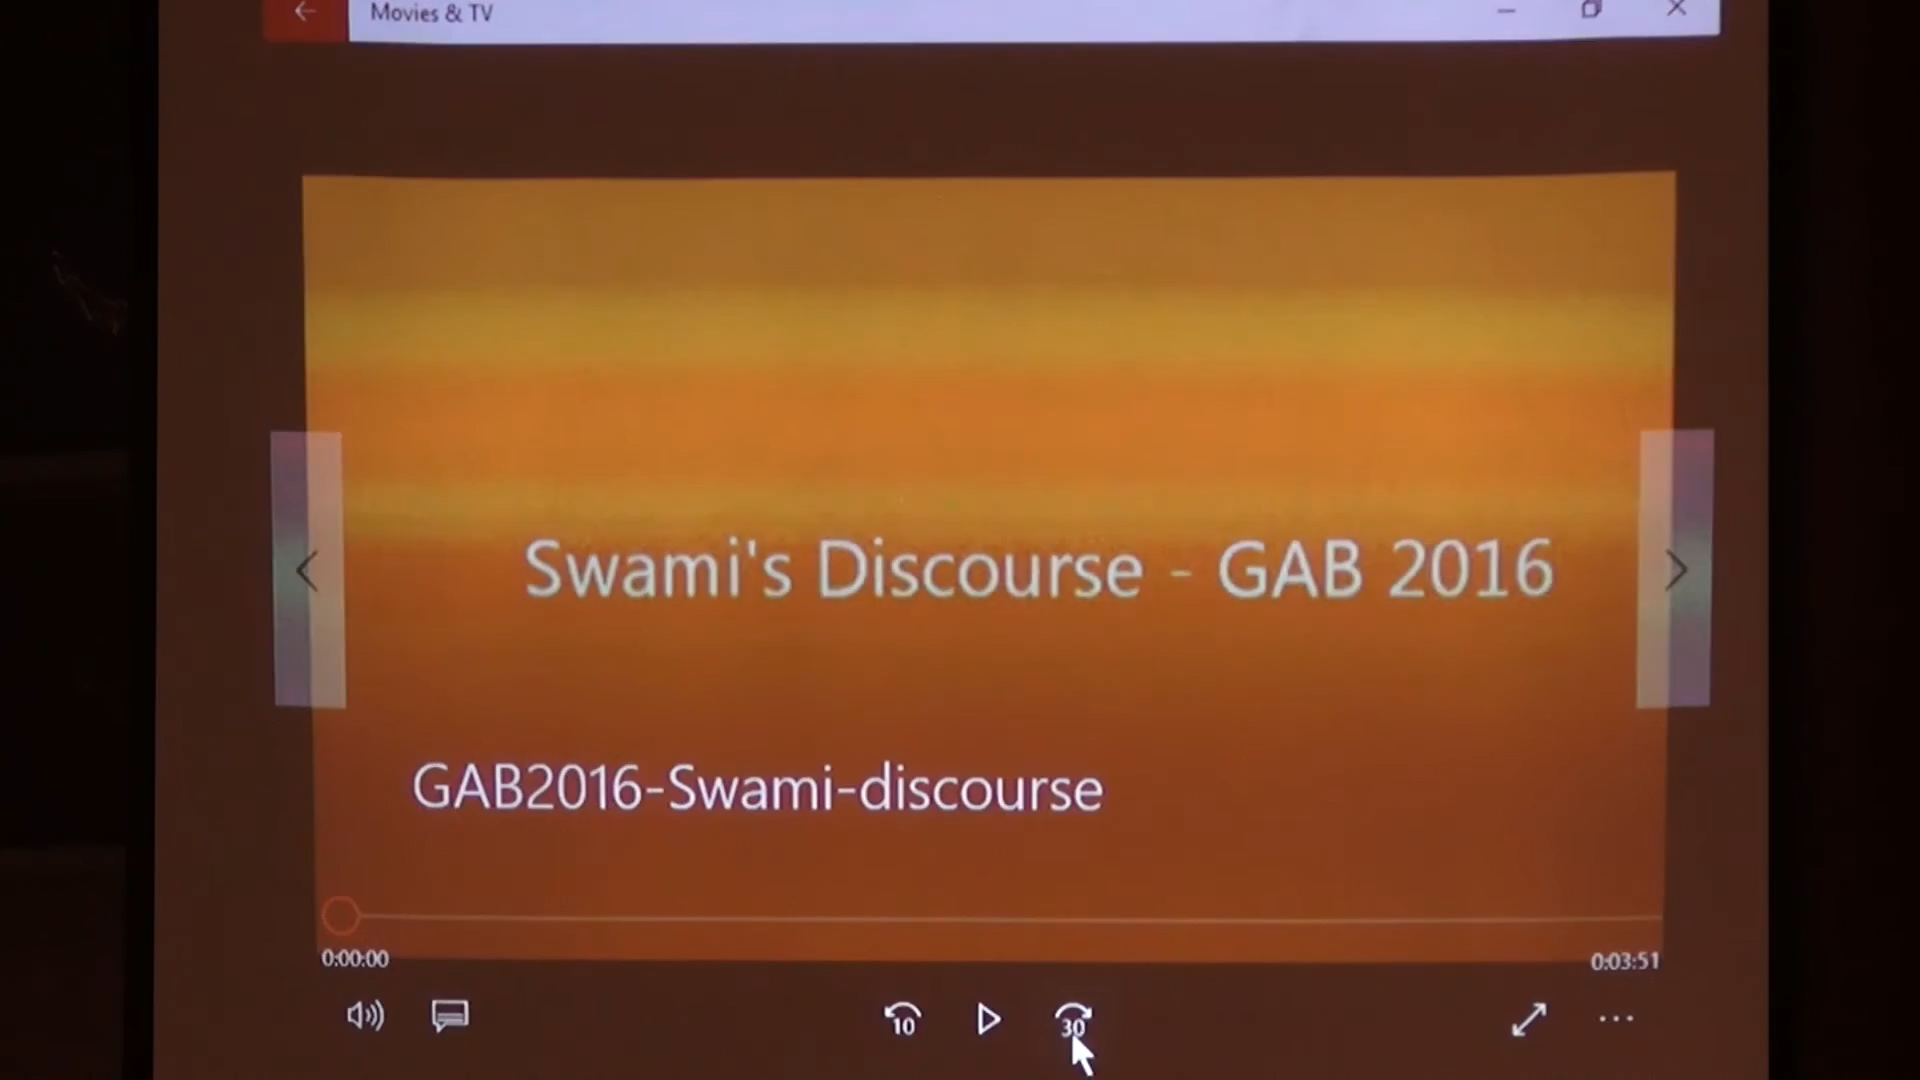 Movies & TV
Swami's Discourse - GAB 2016
GAB2016-Swami-discourse
0:00:00
0:03:51
10
30